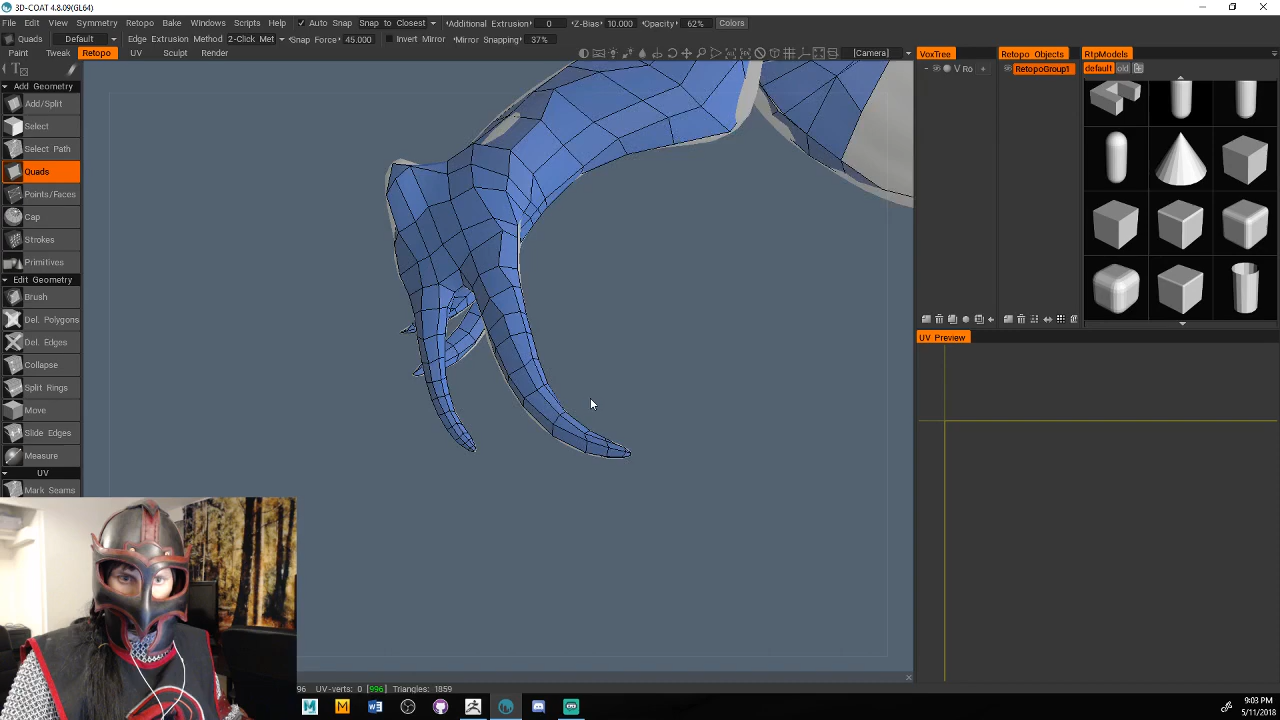 3D-COAT 4.8.09(GL64)
File Edit View Symmetry Retopo Bake Windows Scripts Help Auto Snap Snap to Closest Additional Extrusion 0 Z-Bias 10.000 Opacity 62% Colors
Quads Default Edge Extrusion Method 2-Click Met Snap Force 45.000 Invert Mirror Mirror Snapping 37%
Paint Tweak Retopo UV Sculpt Render [Camera] VoxTree Retopo Objects RtpModels
V Ro + RetopoGroup1 default old
Add Geometry
Add/Split
Select
Select Path
Quads
Points/Faces
Cap
Strokes
Primitives
Edit Geometry
Brush
Del. Polygons
Del. Edges
UV Preview
Collapse
Split Rings
Move
Slide Edges
Measure
UV
Mark Seams
96 UV-verts: 0 [996] Triangles: 1859
9:03 PM
5/11/2018